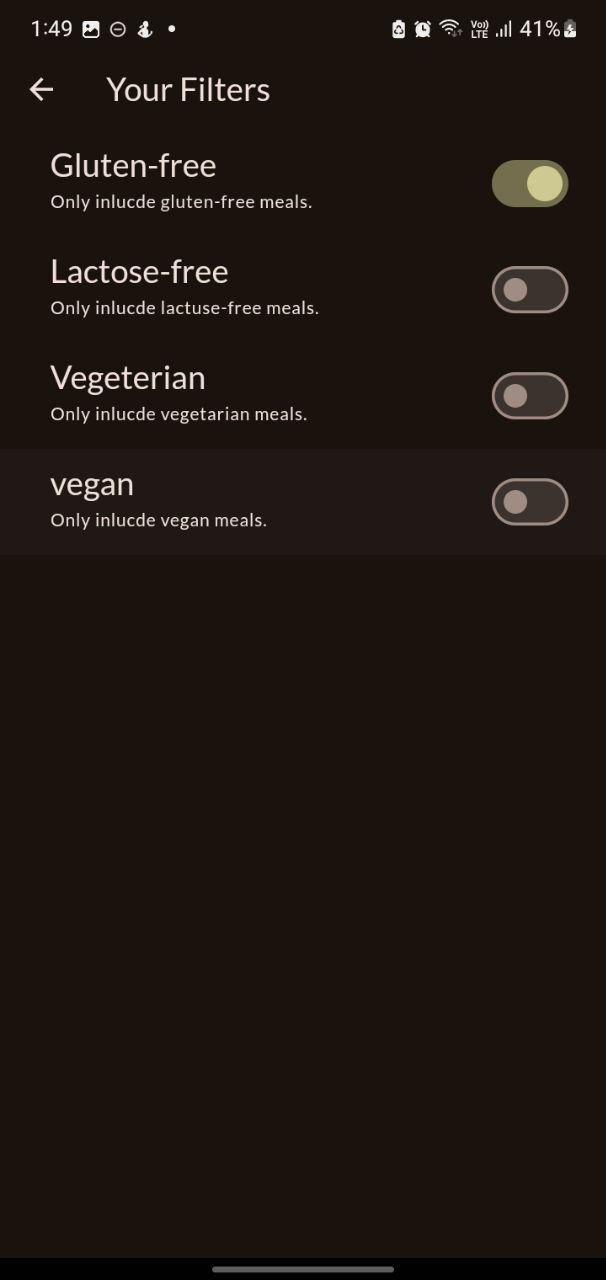 1:49
Vo))
LTE
41%
Your Filters
Gluten-free
Only inlucde gluten-free meals.
Lactose-free
Only inlucde lactuse-free meals.
Vegeterian
Only inlucde vegetarian meals.
vegan
Only inlucde vegan meals.